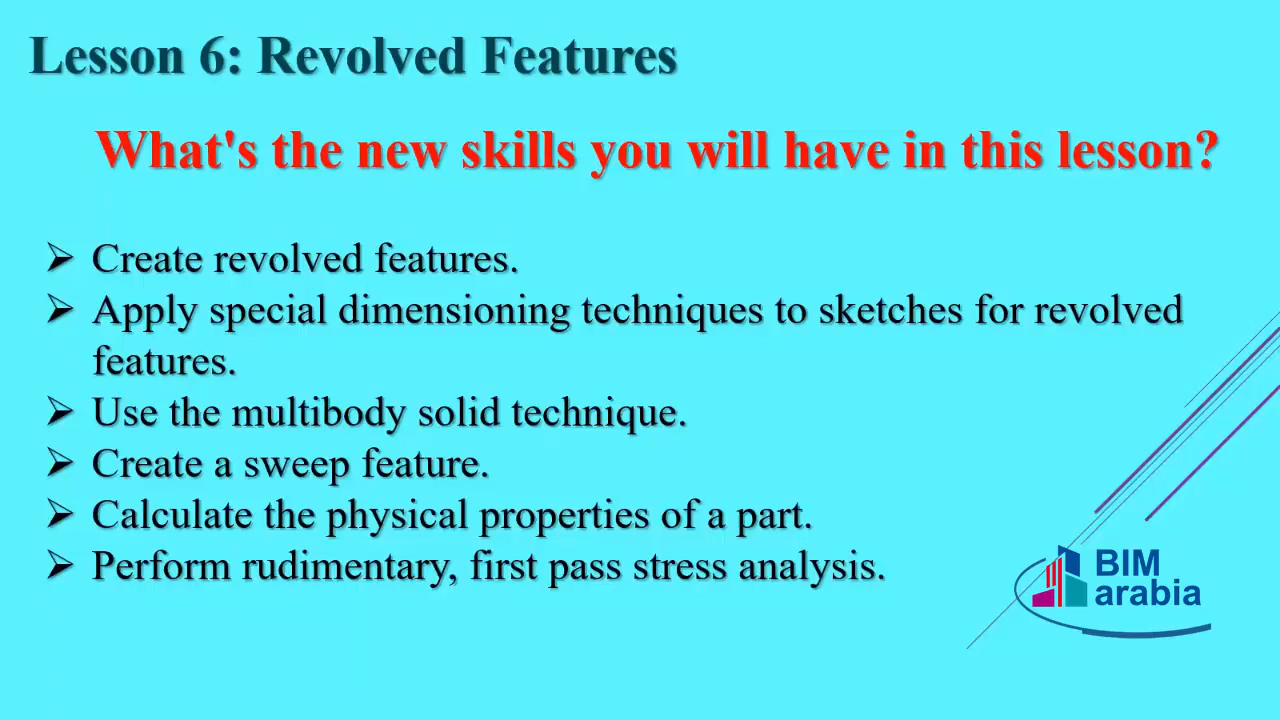 Lesson 6: Revolved Features
What's the new skills you will have in this lesson?
➢ Create revolved features.
➢ Apply special dimensioning techniques to sketches for revolved
features.
➢ Use the multibody solid technique.
➢ Create a sweep feature.
➢ Calculate the physical properties of a part.
➢ Perform rudimentary, first pass stress analysis.
BIM
arabia